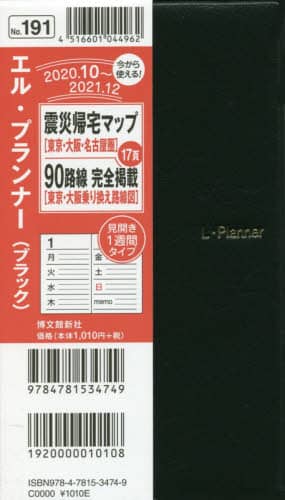 No. 191
4 516601 044962
エル・プランナー（ブラック）
2020.10～
2021.12
今から
使える！
震災帰宅マップ
［東京・大阪・名古屋圏］
17頁
90路線 完全掲載
［東京・大阪乗り換え路線図］
1
月
火
水
木
金
土
日
memo
見開き
1週間
タイプ
博文館新社
価格（本体1,010円+税）
9784781534749
1920000010108
ISBN978-4-7815-3474-9
C0000 ¥1010E
L・Planner